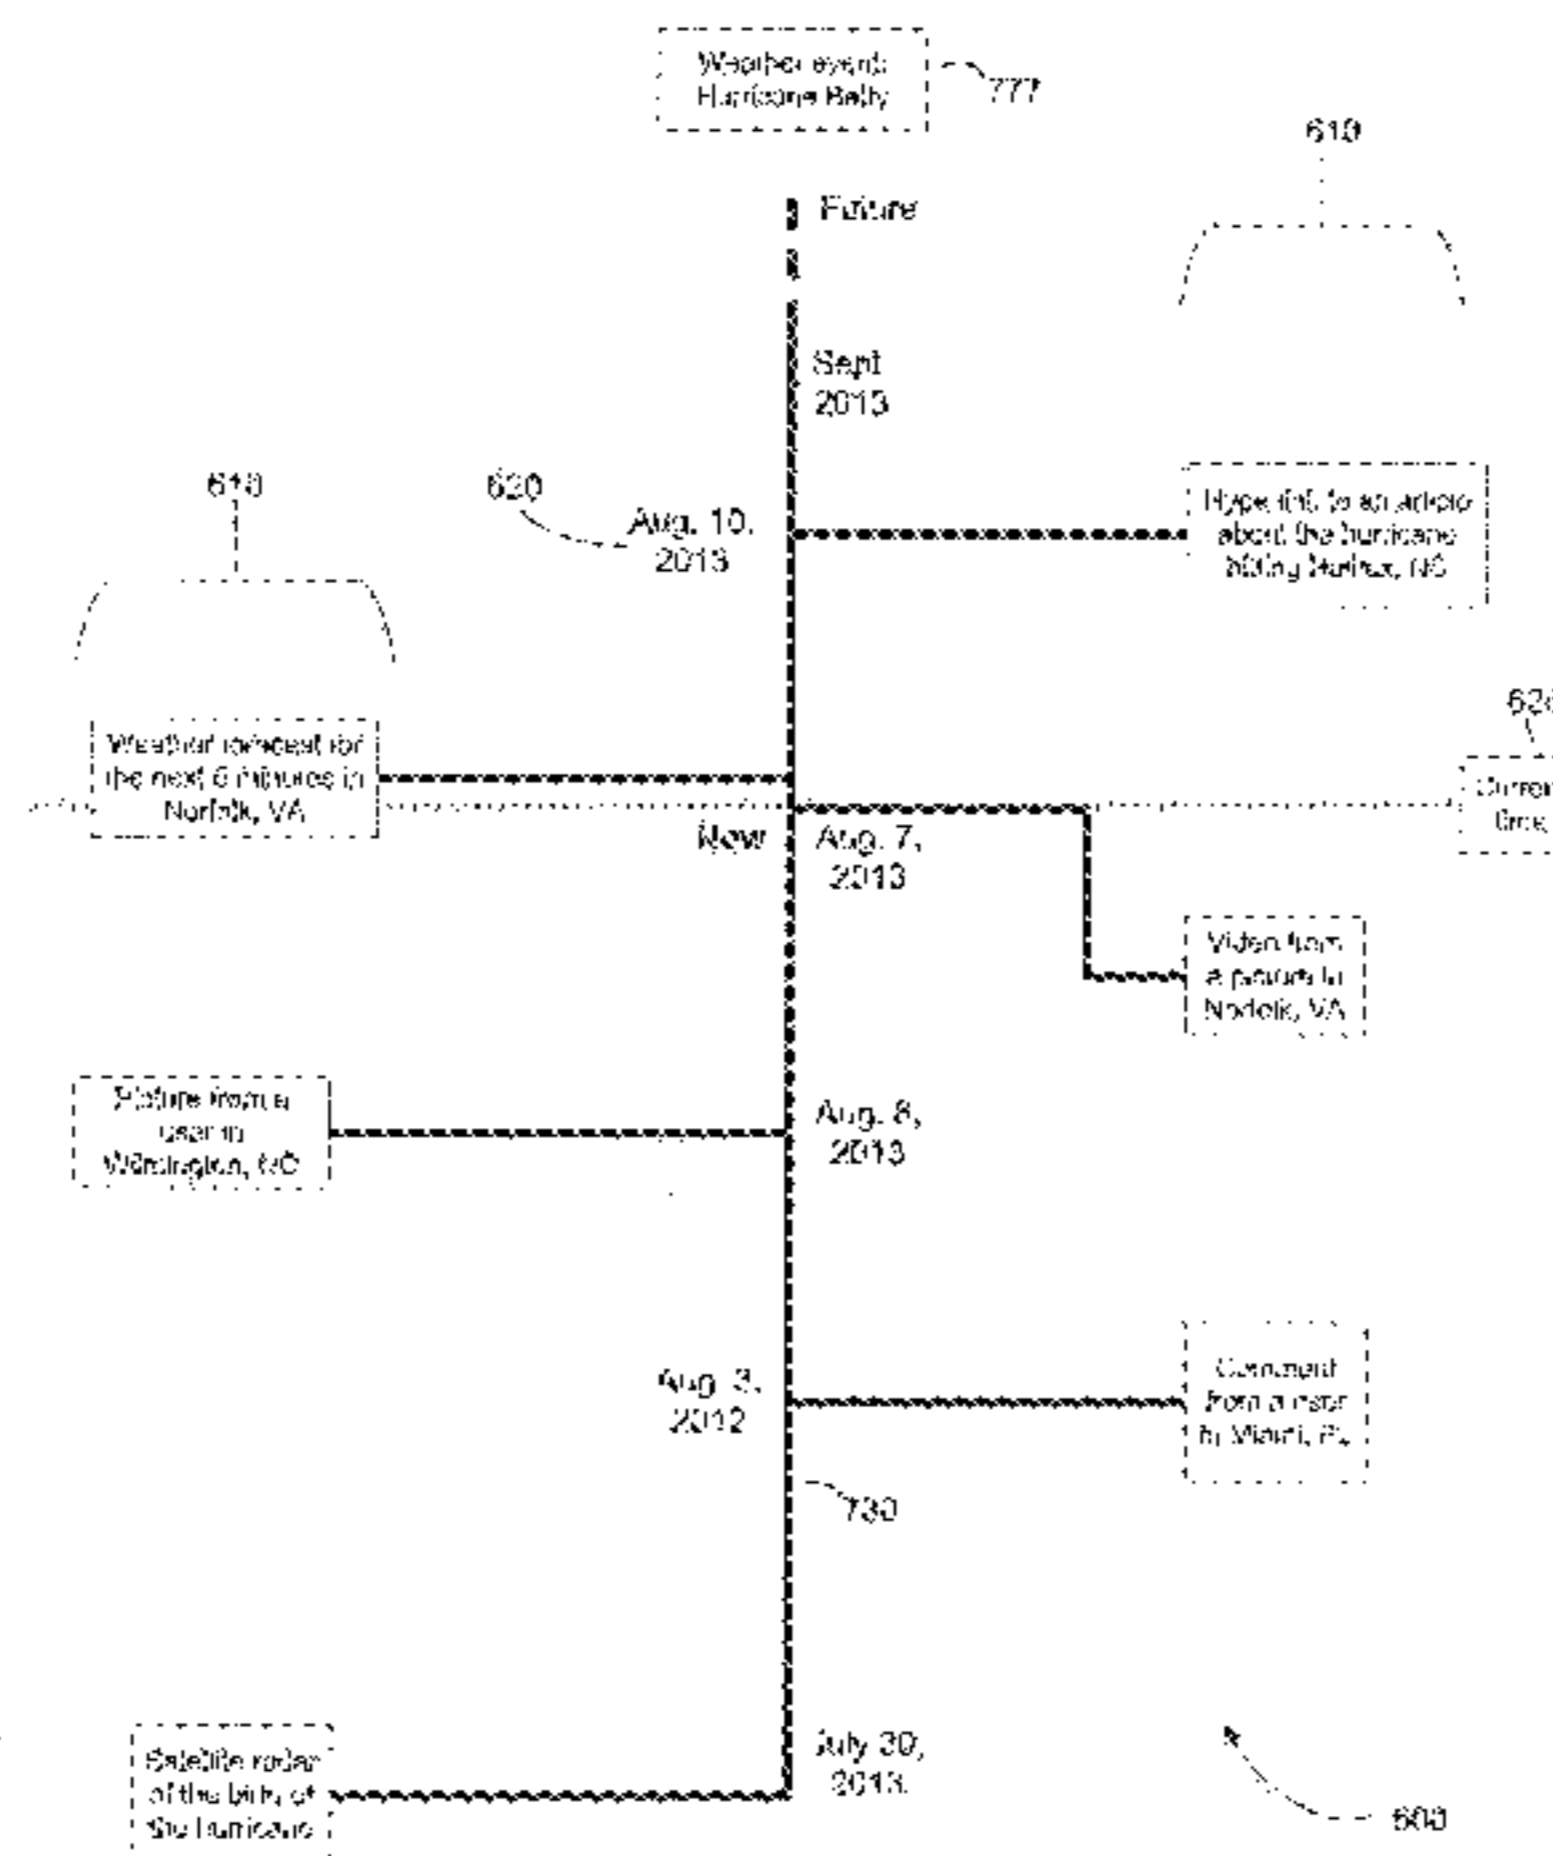 Weather event:
Hurricane Betty
777
610
Future
Sept
2013
610
620
Aug. 10,
2013
Hyperlink to an article
about the hurricane
hitting Halifax, NC
Weather forecast for
the next 6 minutes in
Norfolk, VA
Now
Aug. 7,
2013
time
Video from
a person in
Norfolk, VA
Picture from a
user in
Wilmington, NC
Aug. 8,
2013
Aug. 3,
2012
Comment
from a user
in Miami, FL
730
July 30,
2013
Satellite radar
of the birth of
the hurricane
600